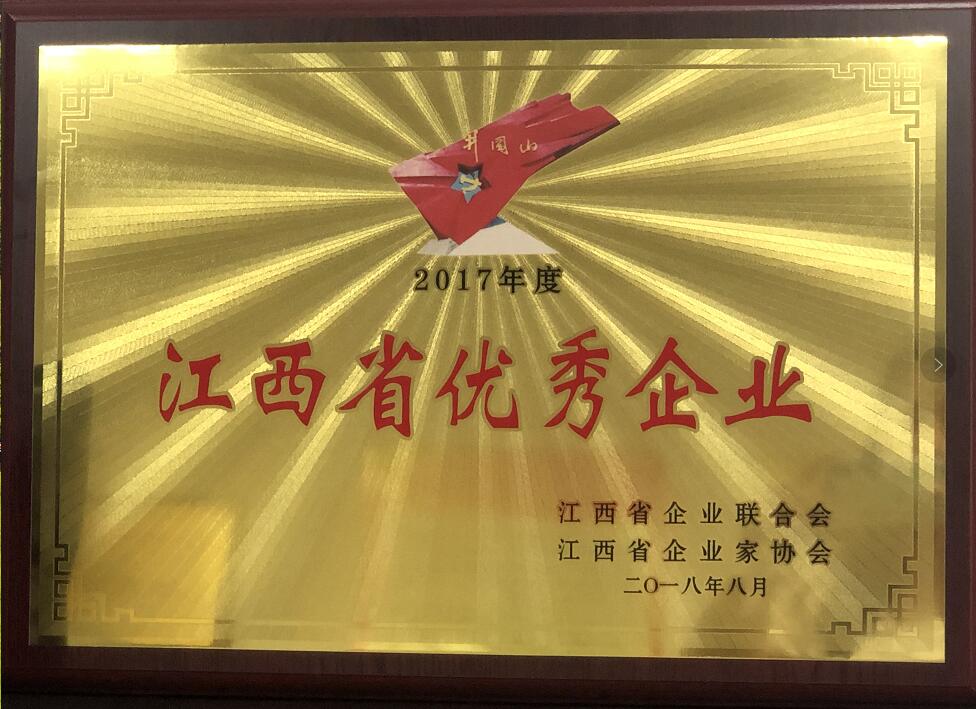 井冈山
2017年度
江西省优秀企业
江西省企业联合会
江西省企业家协会
二〇一八年八月